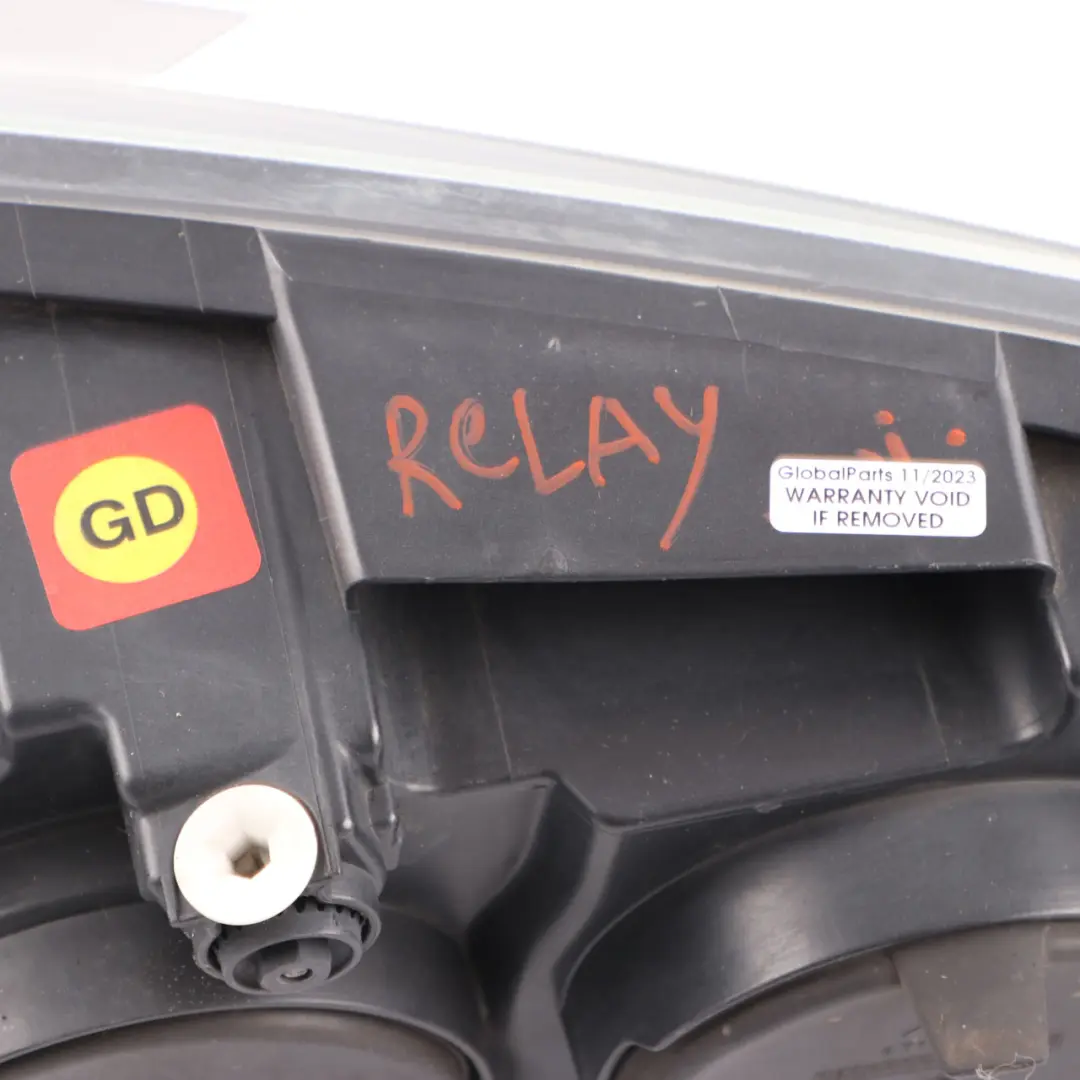 ReLAY
GD
GlobalParts 11/2023
WARRANTY VOID
IF REMOVED